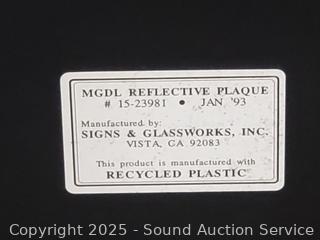 MGDL REFLECTIVE PLAQUE
# 15-23981 • JAN '93
Manufactured by:
SIGNS & GLASSWORKS, INC.
VISTA, CA 92083
This product is manufactured with
RECYCLED PLASTIC
Copyright 2025 - Sound Auction Service